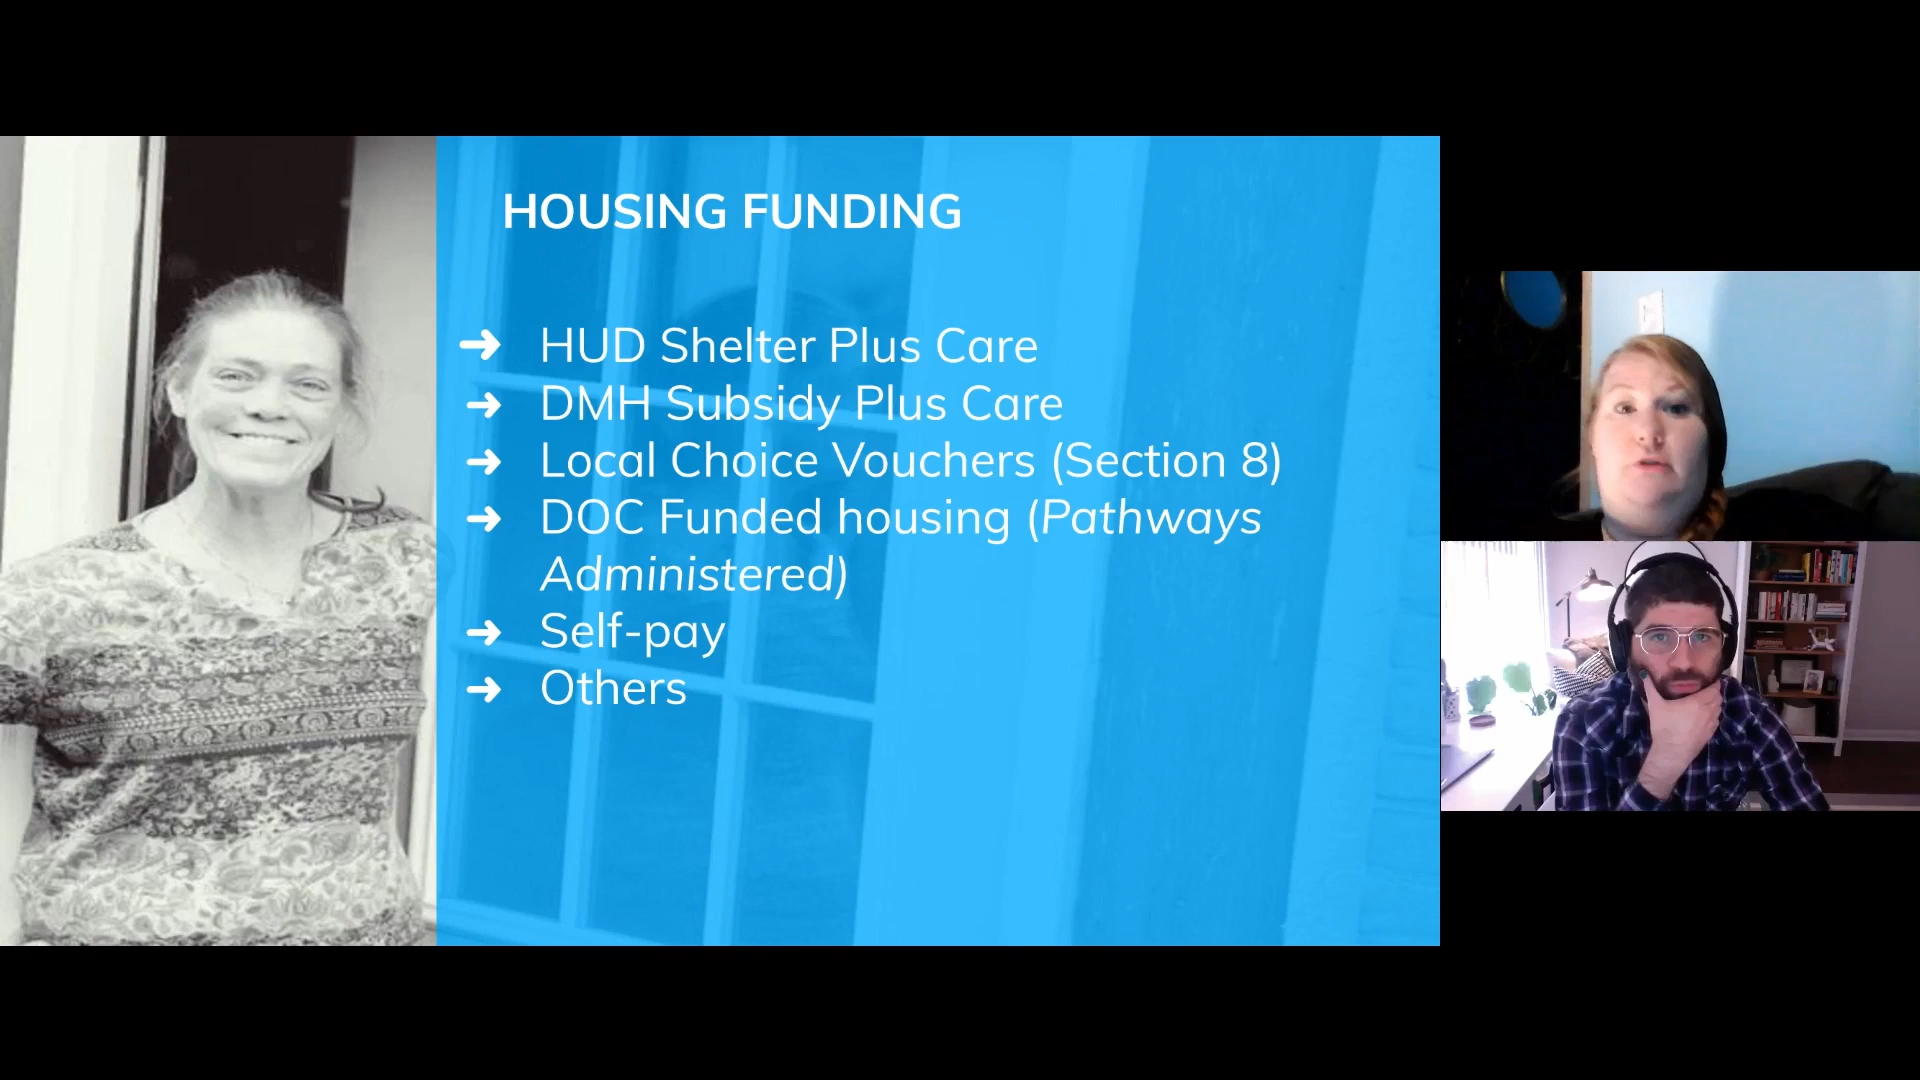 HOUSING FUNDING
➜ HUD Shelter Plus Care
➜ DMH Subsidy Plus Care
➜ Local Choice Vouchers (Section 8)
➜ DOC Funded housing (Pathways
Administered)
➜ Self-pay
➜ Others